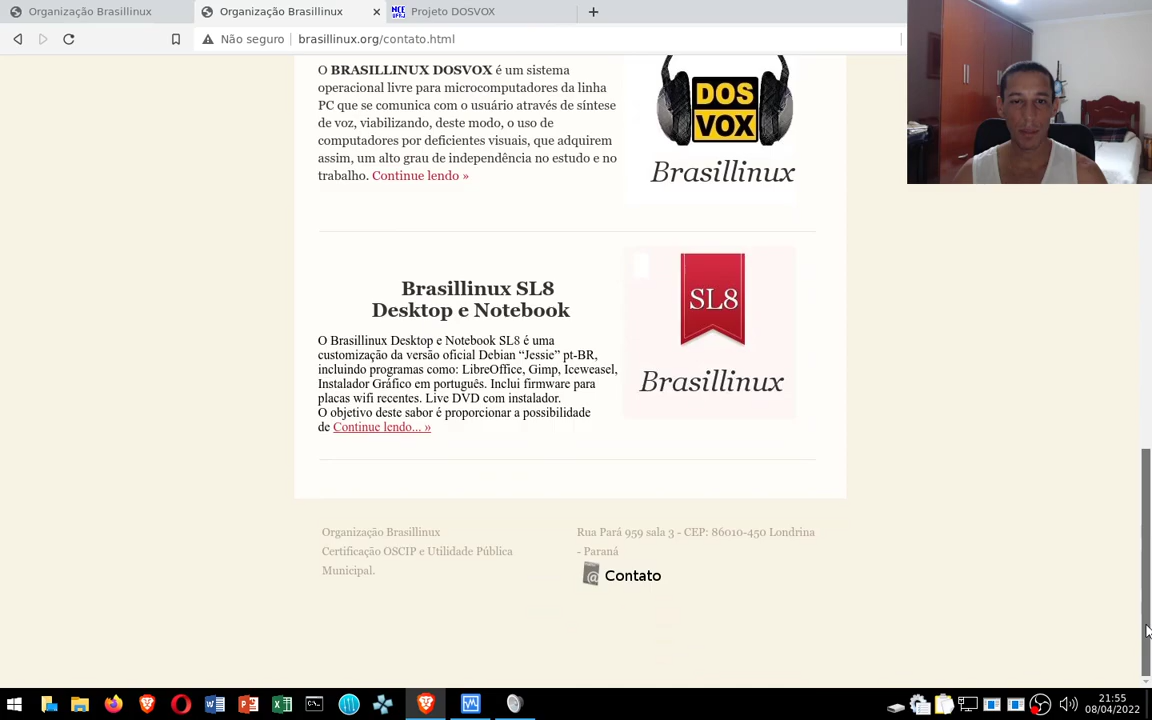 Organização Brasillinux
Organização Brasillinux
Projeto DOSVOX
Não seguro
brasillinux.org/contato.html
O BRASILLINUX DOSVOX é um sistema
operacional livre para microcomputadores da linha
PC que se comunica com o usuário através de síntese
de voz, viabilizando, deste modo, o uso de
computadores por deficientes visuais, que adquirem
assim, um alto grau de independência no estudo e no
trabalho. Continue lendo »
DOS
VOX
Brasillinux
Brasillinux SL8
Desktop e Notebook
O Brasillinux Desktop e Notebook SL8 é uma
customização da versão oficial Debian “Jessie” pt-BR,
incluindo programas como: LibreOffice, Gimp, Iceweasel,
Instalador Gráfico em português. Inclui firmware para
placas wifi recentes. Live DVD com instalador.
O objetivo deste sabor é proporcionar a possibilidade
de Continue lendo... »
SL8
Brasillinux
Organização Brasillinux
Certificação OSCIP e Utilidade Pública
Municipal.
Rua Pará 959 sala 3 - CEP: 86010-450 Londrina
- Paraná
Contato
21:55
08/04/2022